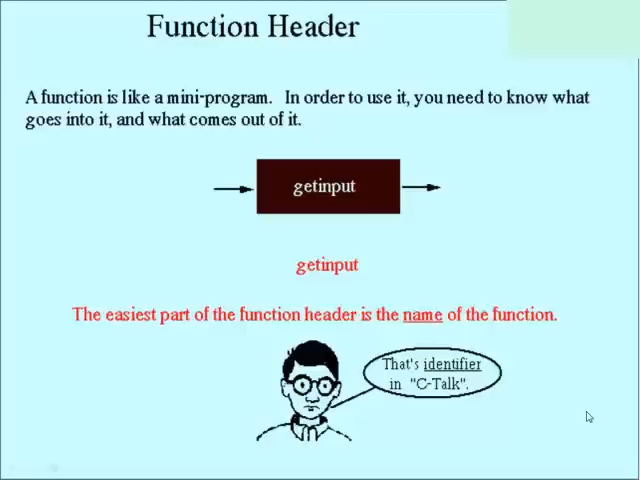 Function Header
A function is like a mini-program. In order to use it, you need to know what
goes into it, and what comes out of it.
getinput
getinput
The easiest part of the function header is the name of the function.
That's identifier
in "C-Talk".